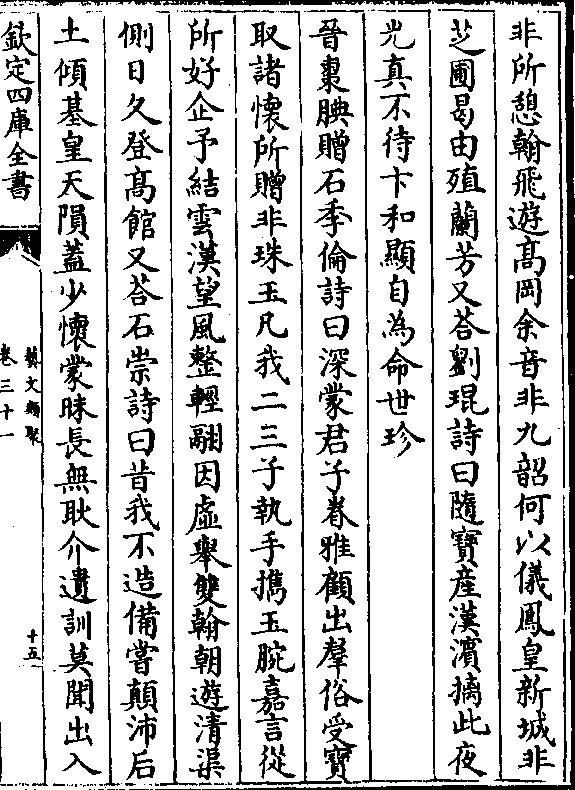 非所憩翰飛遊髙岡余音非九韶何以儀鳳皇新城非
芝圃曷由殖蘭芳又荅劉琨詩曰隨寶産漢濵擒此夜
光真不待卞和顯自為命世珍
晉棗腆贈石季倫詩曰深蒙君子眷雅顧出羣俗受寳
取諸懐所贈非珠玉凡我二三子執手攜玉腕嘉言從
所好企予結雲漢望風整輕翮因虛舉雙翰朝遊清渠
側日夕登髙館又荅石崇詩曰昔我不造備嘗顛沛后
土傾基皇天隕蓋少懐蒙昧長無耿介遺訓莫聞出入
欽定四庫全書
藝文類聚
卷三十一
十五